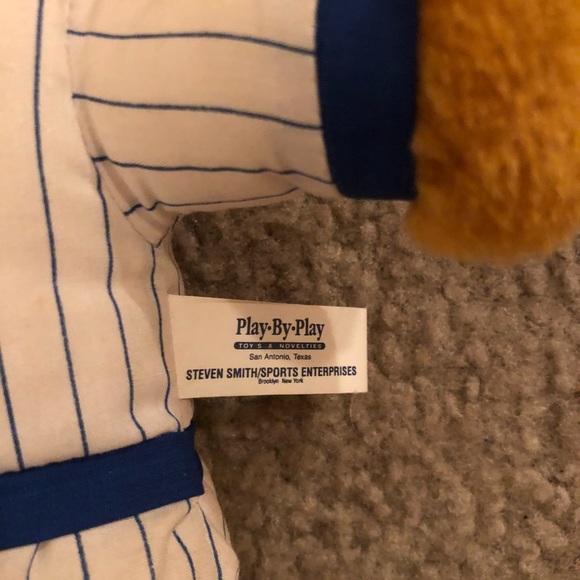 Play·By·Play
TOYS & NOVELTIES
San Antonio, Texas
STEVEN SMITH/SPORTS ENTERPRISES
Brooklyn New York